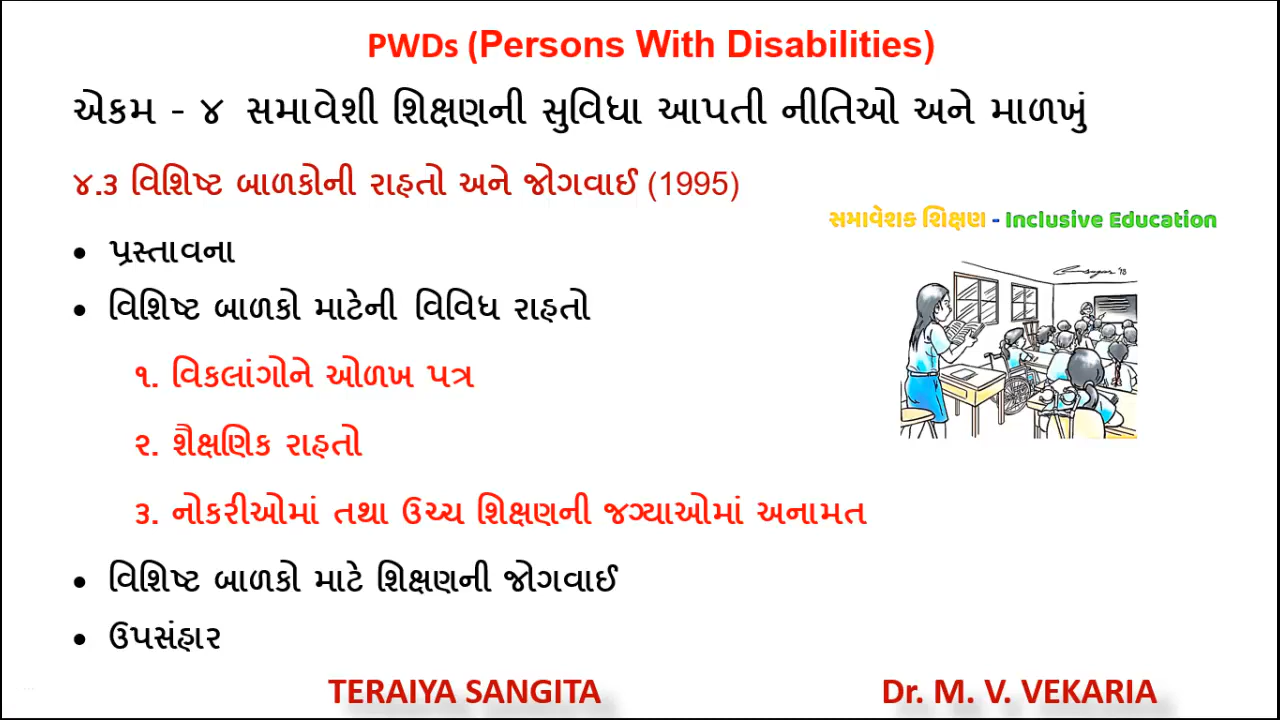 PWDs (Persons With Disabilities)
એકમ - ૪ સમાવેશી શિક્ષણની સુવિધા આપતી નીતિઓ અને માળખું
૪.૩ વિશિષ્ટ બાળકોની રાહતો અને જોગવાઈ (1995)
સમાવેશક શિક્ષણ - Inclusive Education
• પ્રસ્તાવના
• વિશિષ્ટ બાળકો માટેની વિવિધ રાહતો
૧. વિકલાંગોને ઓળખ પત્ર
૨. શૈક્ષણિક રાહતો
૩. નોકરીઓમાં તથા ઉચ્ચ શિક્ષણની જગ્યાઓમાં અનામત
• વિશિષ્ટ બાળકો માટે શિક્ષણની જોગવાઈ
• ઉપસંહાર
TERAIYA SANGITA
Dr. M. V. VEKARIA